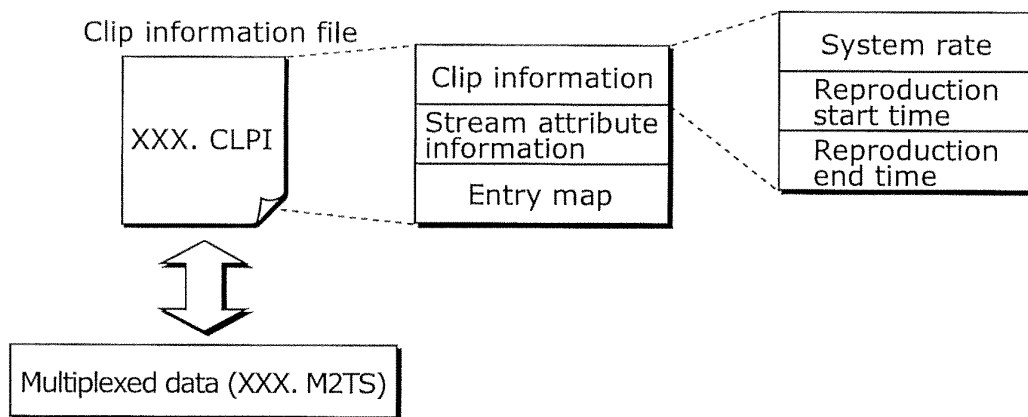 Clip information file
XXX. CLPI
Clip information
Stream attribute
information
Entry map
System rate
Reproduction
start time
Reproduction
end time
Multiplexed data (XXX. M2TS)